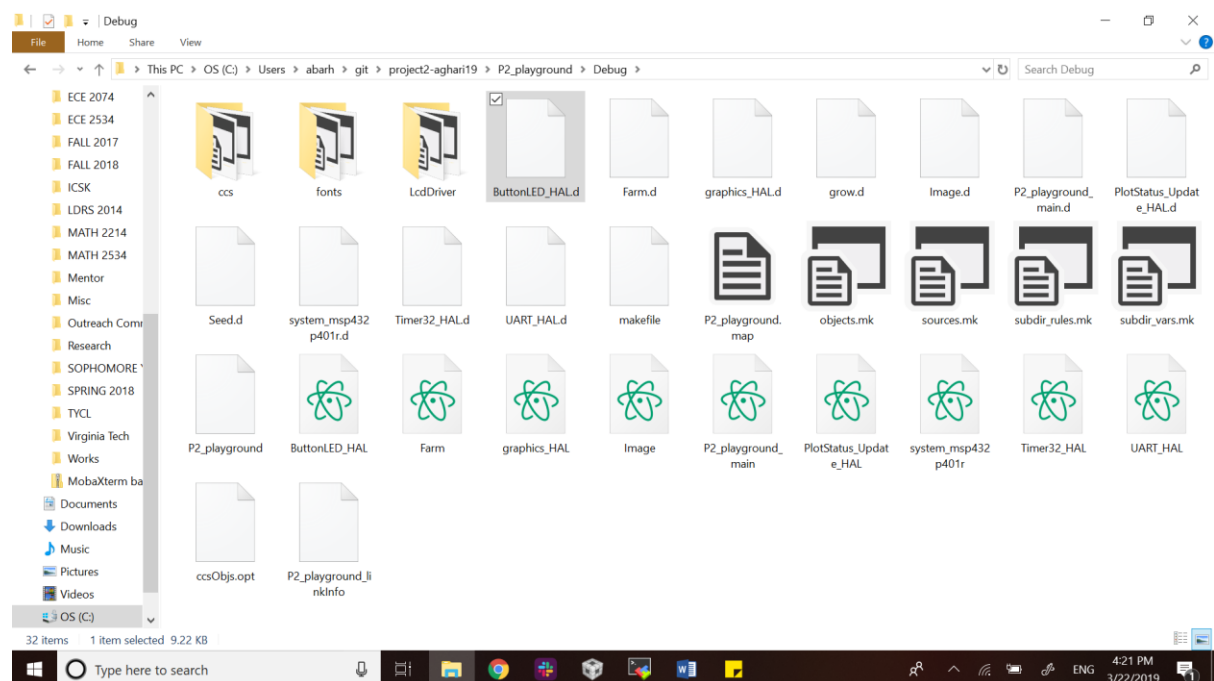 Debug
File Home Share View
This PC > OS (C:) > Users > abarh > git > project2-aghari19 > P2_playground > Debug >
Search Debug
ECE 2074
ECE 2534
FALL 2017
FALL 2018
ICSK
LDRS 2014
MATH 2214
MATH 2534
Mentor
Misc
Outreach Comr
Research
SOPHOMORE
SPRING 2018
TYCL
Virginia Tech
Works
MobaXterm ba
Documents
Downloads
Music
Pictures
Videos
OS (C:)
ccs
fonts
LcdDriver
ButtonLED_HAL.d
Farm.d
graphics_HAL.d
grow.d
Image.d
P2_playground_
main.d
PlotStatus_Updat
e_HAL.d
Seed.d
system_msp432
p401r.d
Timer32_HAL.d
UART_HAL.d
makefile
P2_playground.
map
objects.mk
sources.mk
subdir_rules.mk
subdir_vars.mk
P2_playground
ButtonLED_HAL
Farm
graphics_HAL
Image
P2_playground_
main
PlotStatus_Updat
e_HAL
system_msp432
p401r
Timer32_HAL
UART_HAL
ccsObjs.opt
P2_playground_li
nkInfo
32 items 1 item selected 9.22 KB
Type here to search
ENG
4:21 PM
3/22/2019